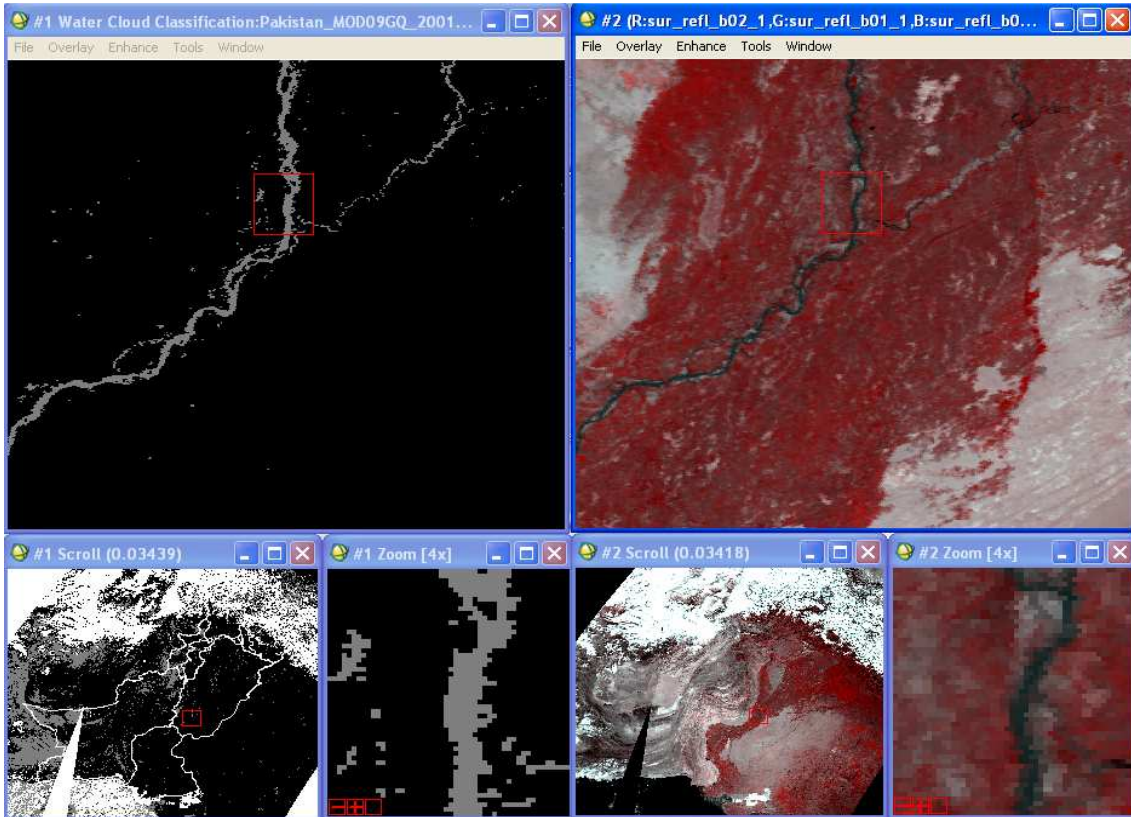 #1 Water Cloud Classification:Pakistan_MOD09GQ_2001...
File Overlay Enhance Tools Window
#2 (R:sur_refl_b02_1,G:sur_refl_b01_1,B:sur_refl_b0...
File Overlay Enhance Tools Window
#1 Scroll (0.03439)
#1 Zoom [4x]
#2 Scroll (0.03418)
#2 Zoom [4x]